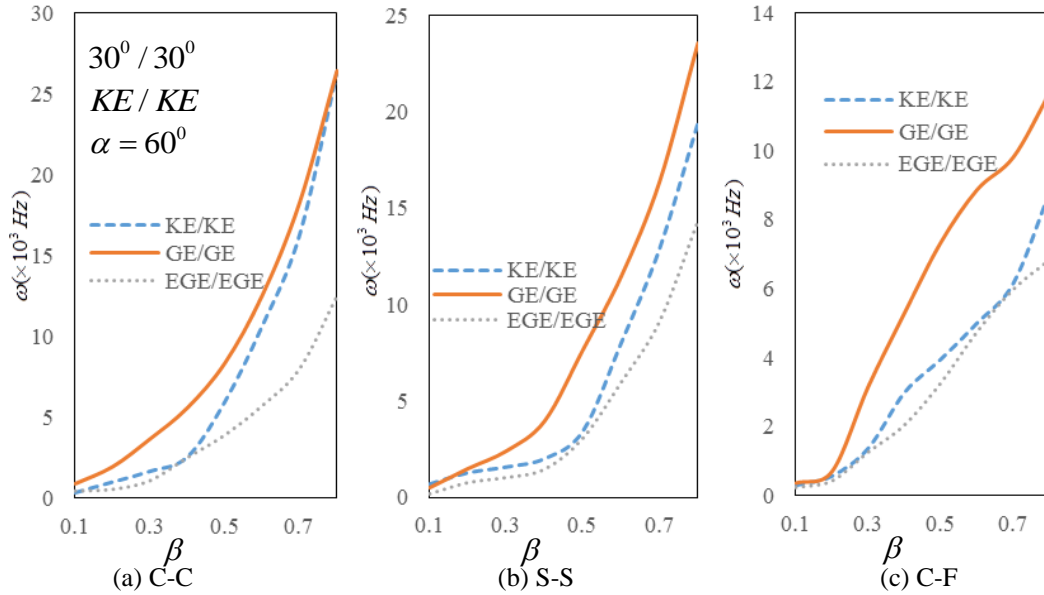 30⁰ / 30⁰
KE / KE
α = 60⁰
ω(×10³ Hz)
30
25
20
15
10
5
0
KE/KE
GE/GE
EGE/EGE
0.1 0.3 0.5 0.7
β
(a) C-C
ω(×10³ Hz)
25
20
15
10
5
0
KE/KE
GE/GE
EGE/EGE
0.1 0.3 0.5 0.7
β
(b) S-S
ω(×10³ Hz)
14
12
10
8
6
4
2
0
KE/KE
GE/GE
EGE/EGE
0.1 0.3 0.5 0.7
β
(c) C-F